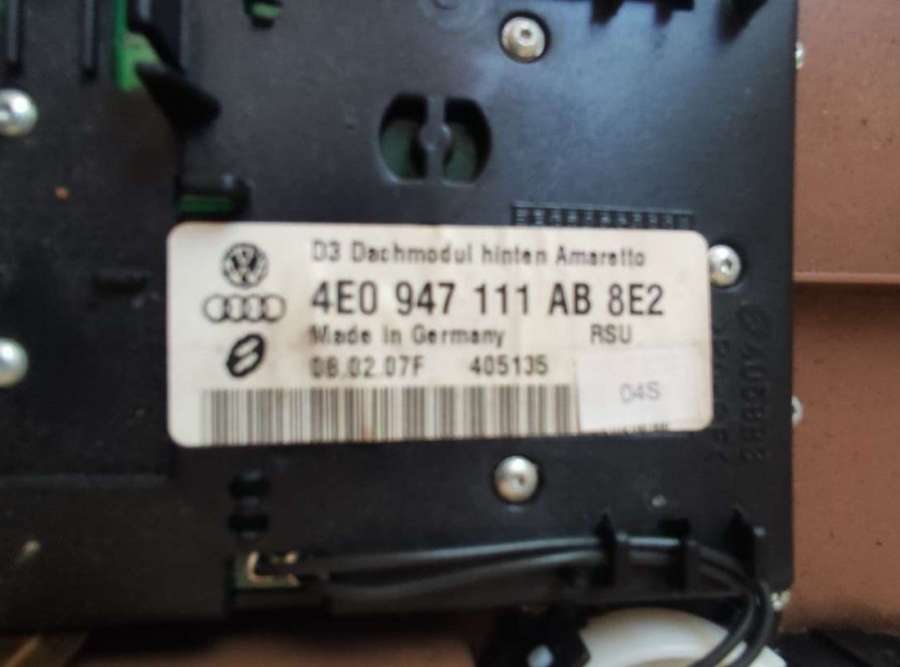 D3 Dachmodul hinten Amaretto
4E0 947 111 AB 8E2
Made in Germany RSU
08.02.07F 405135
04S